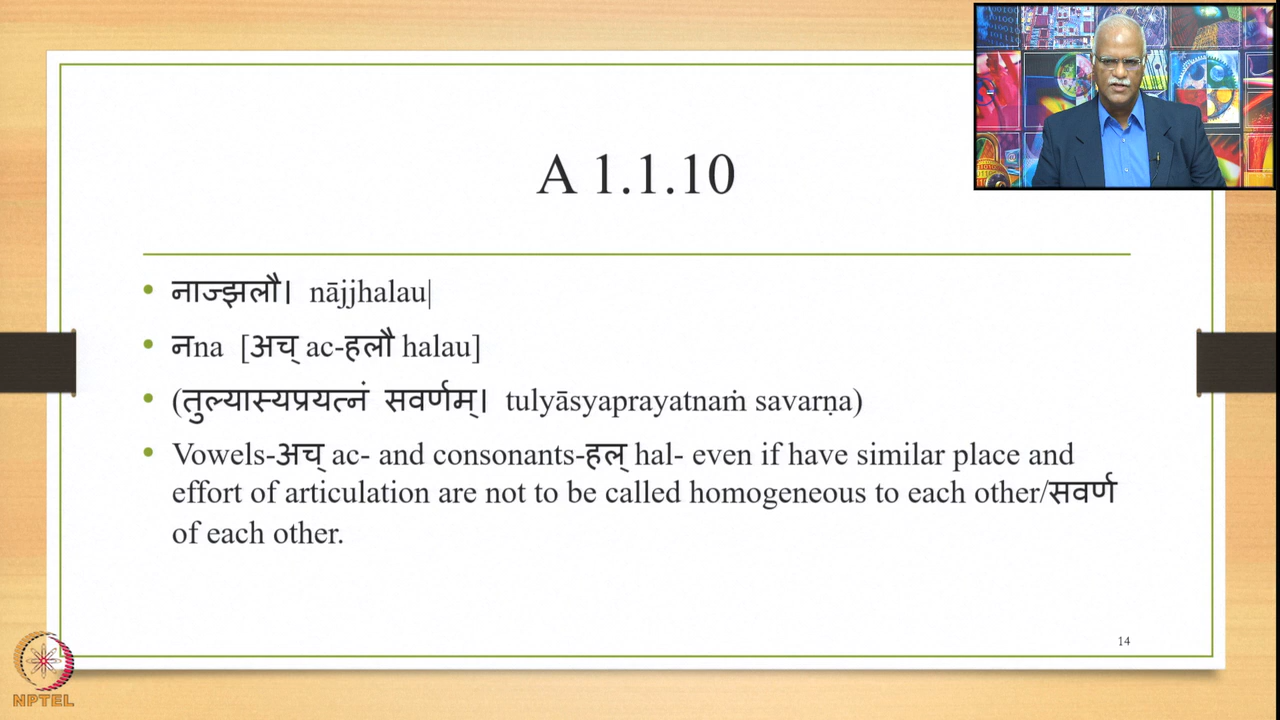 A 1.1.10
• नाज्झलौ। nājjhalau|
• नna [अच् ac-हलौ halau]
• (तुल्यास्यप्रयत्नं सवर्णम्। tulyāsyaprayatnaṁ savarṇa)
• Vowels-अच् ac- and consonants-हल् hal- even if have similar place and
effort of articulation are not to be called homogeneous to each other/सवर्ण
of each other.
14
NPTEL